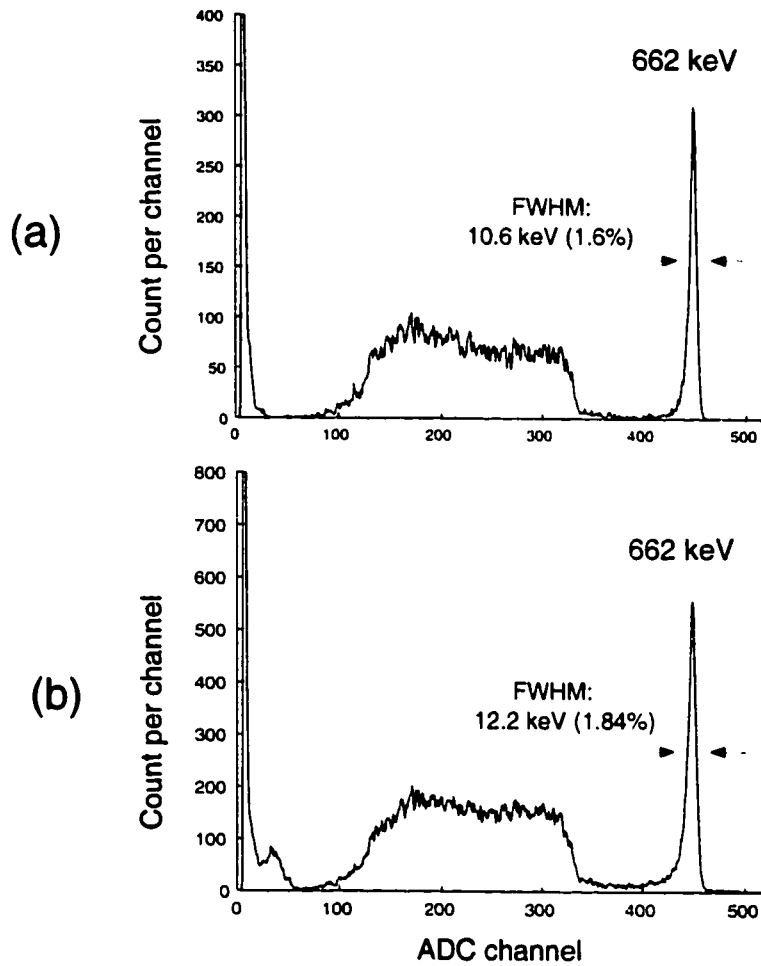 400
350
300
250
200
150
100
50
0
Count per channel
(a)
662 keV
FWHM:
10.6 keV (1.6%)
0 100 200 300 400 500
800
700
600
500
400
300
200
100
0
Count per channel
(b)
662 keV
FWHM:
12.2 keV (1.84%)
0 100 200 300 400 500
ADC channel